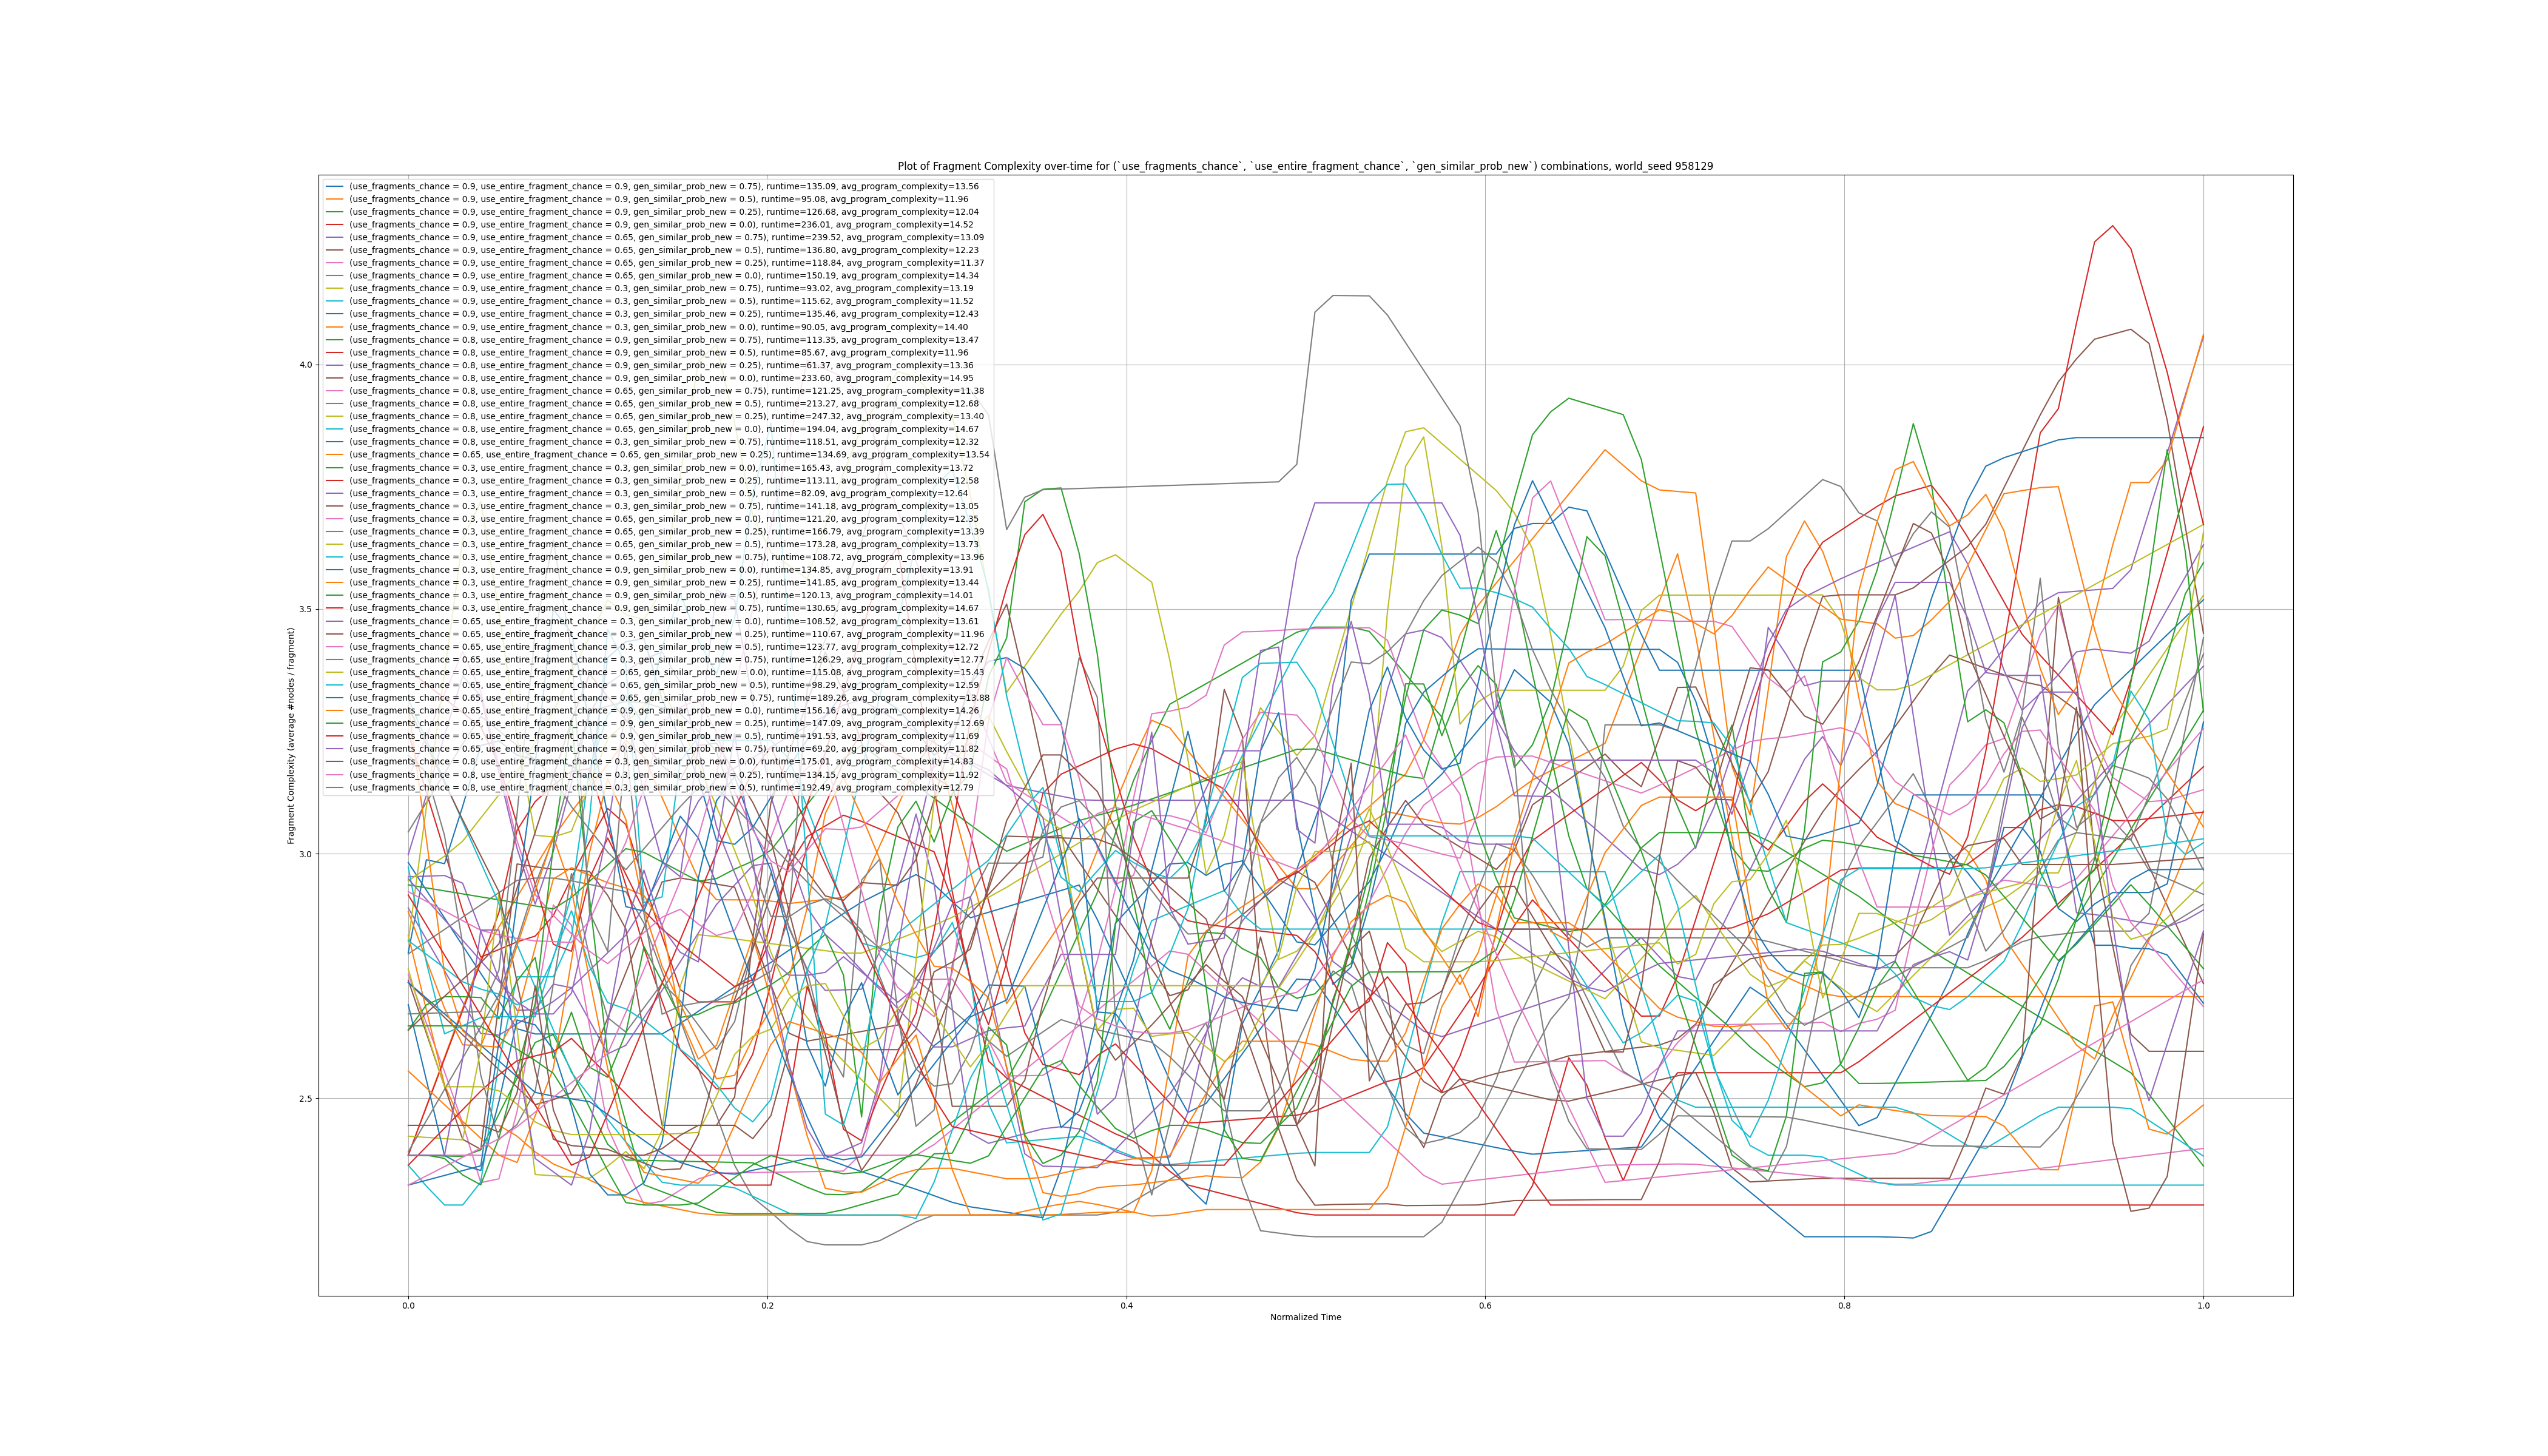 Plot of Fragment Complexity over-time for (`use_fragments_chance`, `use_entire_fragment_chance`, `gen_similar_prob_new`) combinations, world_seed 958129
(use_fragments_chance = 0.9, use_entire_fragment_chance = 0.9, gen_similar_prob_new = 0.75), runtime=135.09, avg_program_complexity=13.56
(use_fragments_chance = 0.9, use_entire_fragment_chance = 0.9, gen_similar_prob_new = 0.5), runtime=95.08, avg_program_complexity=11.96
(use_fragments_chance = 0.9, use_entire_fragment_chance = 0.9, gen_similar_prob_new = 0.25), runtime=126.68, avg_program_complexity=12.04
(use_fragments_chance = 0.9, use_entire_fragment_chance = 0.9, gen_similar_prob_new = 0.0), runtime=236.01, avg_program_complexity=14.52
(use_fragments_chance = 0.9, use_entire_fragment_chance = 0.65, gen_similar_prob_new = 0.75), runtime=239.52, avg_program_complexity=13.09
(use_fragments_chance = 0.9, use_entire_fragment_chance = 0.65, gen_similar_prob_new = 0.5), runtime=136.80, avg_program_complexity=12.23
(use_fragments_chance = 0.9, use_entire_fragment_chance = 0.65, gen_similar_prob_new = 0.25), runtime=118.84, avg_program_complexity=11.37
(use_fragments_chance = 0.9, use_entire_fragment_chance = 0.65, gen_similar_prob_new = 0.0), runtime=150.19, avg_program_complexity=14.34
(use_fragments_chance = 0.9, use_entire_fragment_chance = 0.3, gen_similar_prob_new = 0.75), runtime=93.02, avg_program_complexity=13.19
(use_fragments_chance = 0.9, use_entire_fragment_chance = 0.3, gen_similar_prob_new = 0.5), runtime=115.62, avg_program_complexity=11.52
(use_fragments_chance = 0.9, use_entire_fragment_chance = 0.3, gen_similar_prob_new = 0.25), runtime=135.46, avg_program_complexity=12.43
(use_fragments_chance = 0.9, use_entire_fragment_chance = 0.3, gen_similar_prob_new = 0.0), runtime=90.05, avg_program_complexity=14.40
(use_fragments_chance = 0.8, use_entire_fragment_chance = 0.9, gen_similar_prob_new = 0.75), runtime=113.35, avg_program_complexity=13.47
(use_fragments_chance = 0.8, use_entire_fragment_chance = 0.9, gen_similar_prob_new = 0.5), runtime=85.67, avg_program_complexity=11.96
(use_fragments_chance = 0.8, use_entire_fragment_chance = 0.9, gen_similar_prob_new = 0.25), runtime=61.37, avg_program_complexity=13.36
(use_fragments_chance = 0.8, use_entire_fragment_chance = 0.9, gen_similar_prob_new = 0.0), runtime=233.60, avg_program_complexity=14.95
(use_fragments_chance = 0.8, use_entire_fragment_chance = 0.65, gen_similar_prob_new = 0.75), runtime=121.25, avg_program_complexity=11.38
(use_fragments_chance = 0.8, use_entire_fragment_chance = 0.65, gen_similar_prob_new = 0.5), runtime=213.27, avg_program_complexity=12.68
(use_fragments_chance = 0.8, use_entire_fragment_chance = 0.65, gen_similar_prob_new = 0.25), runtime=247.32, avg_program_complexity=13.40
(use_fragments_chance = 0.8, use_entire_fragment_chance = 0.65, gen_similar_prob_new = 0.0), runtime=194.04, avg_program_complexity=14.67
(use_fragments_chance = 0.8, use_entire_fragment_chance = 0.3, gen_similar_prob_new = 0.75), runtime=118.51, avg_program_complexity=12.32
(use_fragments_chance = 0.65, use_entire_fragment_chance = 0.65, gen_similar_prob_new = 0.25), runtime=134.69, avg_program_complexity=13.54
(use_fragments_chance = 0.3, use_entire_fragment_chance = 0.3, gen_similar_prob_new = 0.0), runtime=165.43, avg_program_complexity=13.72
(use_fragments_chance = 0.3, use_entire_fragment_chance = 0.3, gen_similar_prob_new = 0.25), runtime=113.11, avg_program_complexity=12.58
(use_fragments_chance = 0.3, use_entire_fragment_chance = 0.3, gen_similar_prob_new = 0.5), runtime=82.09, avg_program_complexity=12.64
(use_fragments_chance = 0.3, use_entire_fragment_chance = 0.3, gen_similar_prob_new = 0.75), runtime=141.18, avg_program_complexity=13.05
(use_fragments_chance = 0.3, use_entire_fragment_chance = 0.65, gen_similar_prob_new = 0.0), runtime=121.20, avg_program_complexity=12.35
(use_fragments_chance = 0.3, use_entire_fragment_chance = 0.65, gen_similar_prob_new = 0.25), runtime=166.79, avg_program_complexity=13.39
(use_fragments_chance = 0.3, use_entire_fragment_chance = 0.65, gen_similar_prob_new = 0.5), runtime=173.28, avg_program_complexity=13.73
(use_fragments_chance = 0.3, use_entire_fragment_chance = 0.65, gen_similar_prob_new = 0.75), runtime=108.72, avg_program_complexity=13.96
(use_fragments_chance = 0.3, use_entire_fragment_chance = 0.9, gen_similar_prob_new = 0.0), runtime=134.85, avg_program_complexity=13.91
(use_fragments_chance = 0.3, use_entire_fragment_chance = 0.9, gen_similar_prob_new = 0.25), runtime=141.85, avg_program_complexity=13.44
(use_fragments_chance = 0.3, use_entire_fragment_chance = 0.9, gen_similar_prob_new = 0.5), runtime=120.13, avg_program_complexity=14.01
(use_fragments_chance = 0.3, use_entire_fragment_chance = 0.9, gen_similar_prob_new = 0.75), runtime=130.65, avg_program_complexity=14.67
(use_fragments_chance = 0.65, use_entire_fragment_chance = 0.3, gen_similar_prob_new = 0.0), runtime=108.52, avg_program_complexity=13.61
(use_fragments_chance = 0.65, use_entire_fragment_chance = 0.3, gen_similar_prob_new = 0.25), runtime=110.67, avg_program_complexity=11.96
(use_fragments_chance = 0.65, use_entire_fragment_chance = 0.3, gen_similar_prob_new = 0.5), runtime=123.77, avg_program_complexity=12.72
(use_fragments_chance = 0.65, use_entire_fragment_chance = 0.3, gen_similar_prob_new = 0.75), runtime=126.29, avg_program_complexity=12.77
(use_fragments_chance = 0.65, use_entire_fragment_chance = 0.65, gen_similar_prob_new = 0.0), runtime=115.08, avg_program_complexity=15.43
(use_fragments_chance = 0.65, use_entire_fragment_chance = 0.65, gen_similar_prob_new = 0.5), runtime=98.29, avg_program_complexity=12.59
(use_fragments_chance = 0.65, use_entire_fragment_chance = 0.65, gen_similar_prob_new = 0.75), runtime=189.26, avg_program_complexity=13.88
(use_fragments_chance = 0.65, use_entire_fragment_chance = 0.9, gen_similar_prob_new = 0.0), runtime=156.16, avg_program_complexity=14.26
(use_fragments_chance = 0.65, use_entire_fragment_chance = 0.9, gen_similar_prob_new = 0.25), runtime=147.09, avg_program_complexity=12.69
(use_fragments_chance = 0.65, use_entire_fragment_chance = 0.9, gen_similar_prob_new = 0.5), runtime=191.53, avg_program_complexity=11.69
(use_fragments_chance = 0.65, use_entire_fragment_chance = 0.9, gen_similar_prob_new = 0.75), runtime=69.20, avg_program_complexity=11.82
(use_fragments_chance = 0.8, use_entire_fragment_chance = 0.3, gen_similar_prob_new = 0.0), runtime=175.01, avg_program_complexity=14.83
(use_fragments_chance = 0.8, use_entire_fragment_chance = 0.3, gen_similar_prob_new = 0.25), runtime=134.15, avg_program_complexity=11.92
(use_fragments_chance = 0.8, use_entire_fragment_chance = 0.3, gen_similar_prob_new = 0.5), runtime=192.49, avg_program_complexity=12.79
Fragment Complexity (average #nodes / fragment)
4.0
3.5
3.0
2.5
0.0
0.2
0.4
0.6
0.8
1.0
Normalized Time